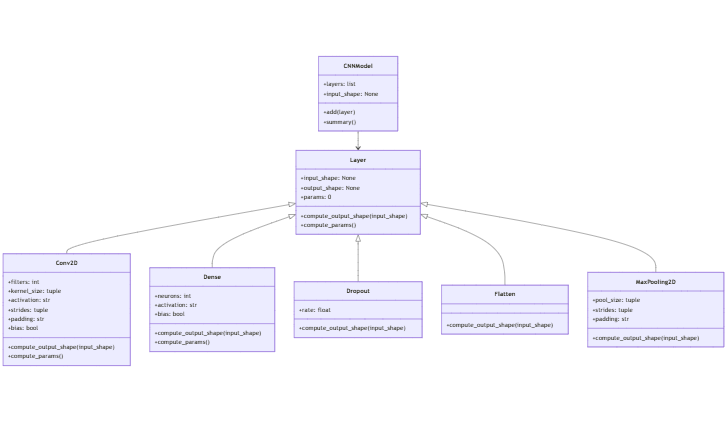 CNNModel
+layers: list
+input_shape: None
+add(layer)
+summary()
Layer
+input_shape: None
+output_shape: None
+params: 0
+compute_output_shape(input_shape)
+compute_params()
Conv2D
+filters: int
+kernel_size: tuple
+activation: str
+strides: tuple
+padding: str
+bias: bool
+compute_output_shape(input_shape)
+compute_params()
Dense
+neurons: int
+activation: str
+bias: bool
+compute_output_shape(input_shape)
+compute_params()
Dropout
+rate: float
+compute_output_shape(input_shape)
Flatten
+compute_output_shape(input_shape)
MaxPooling2D
+pool_size: tuple
+strides: tuple
+padding: str
+compute_output_shape(input_shape)